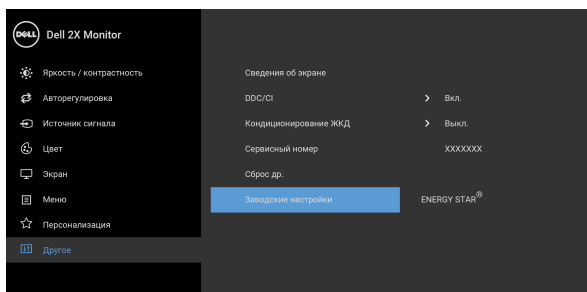 DELL Dell 2X Monitor
Яркость / контрастность
Сведения об экране
Авторегулировка
DDC/CI
Вкл.
Источник сигнала
Кондиционирование ЖКД
Выкл.
Цвет
Сервисный номер
XXXXXXX
Экран
Сброс др.
Меню
Заводские настройки
ENERGY STAR®
Персонализация
Другое